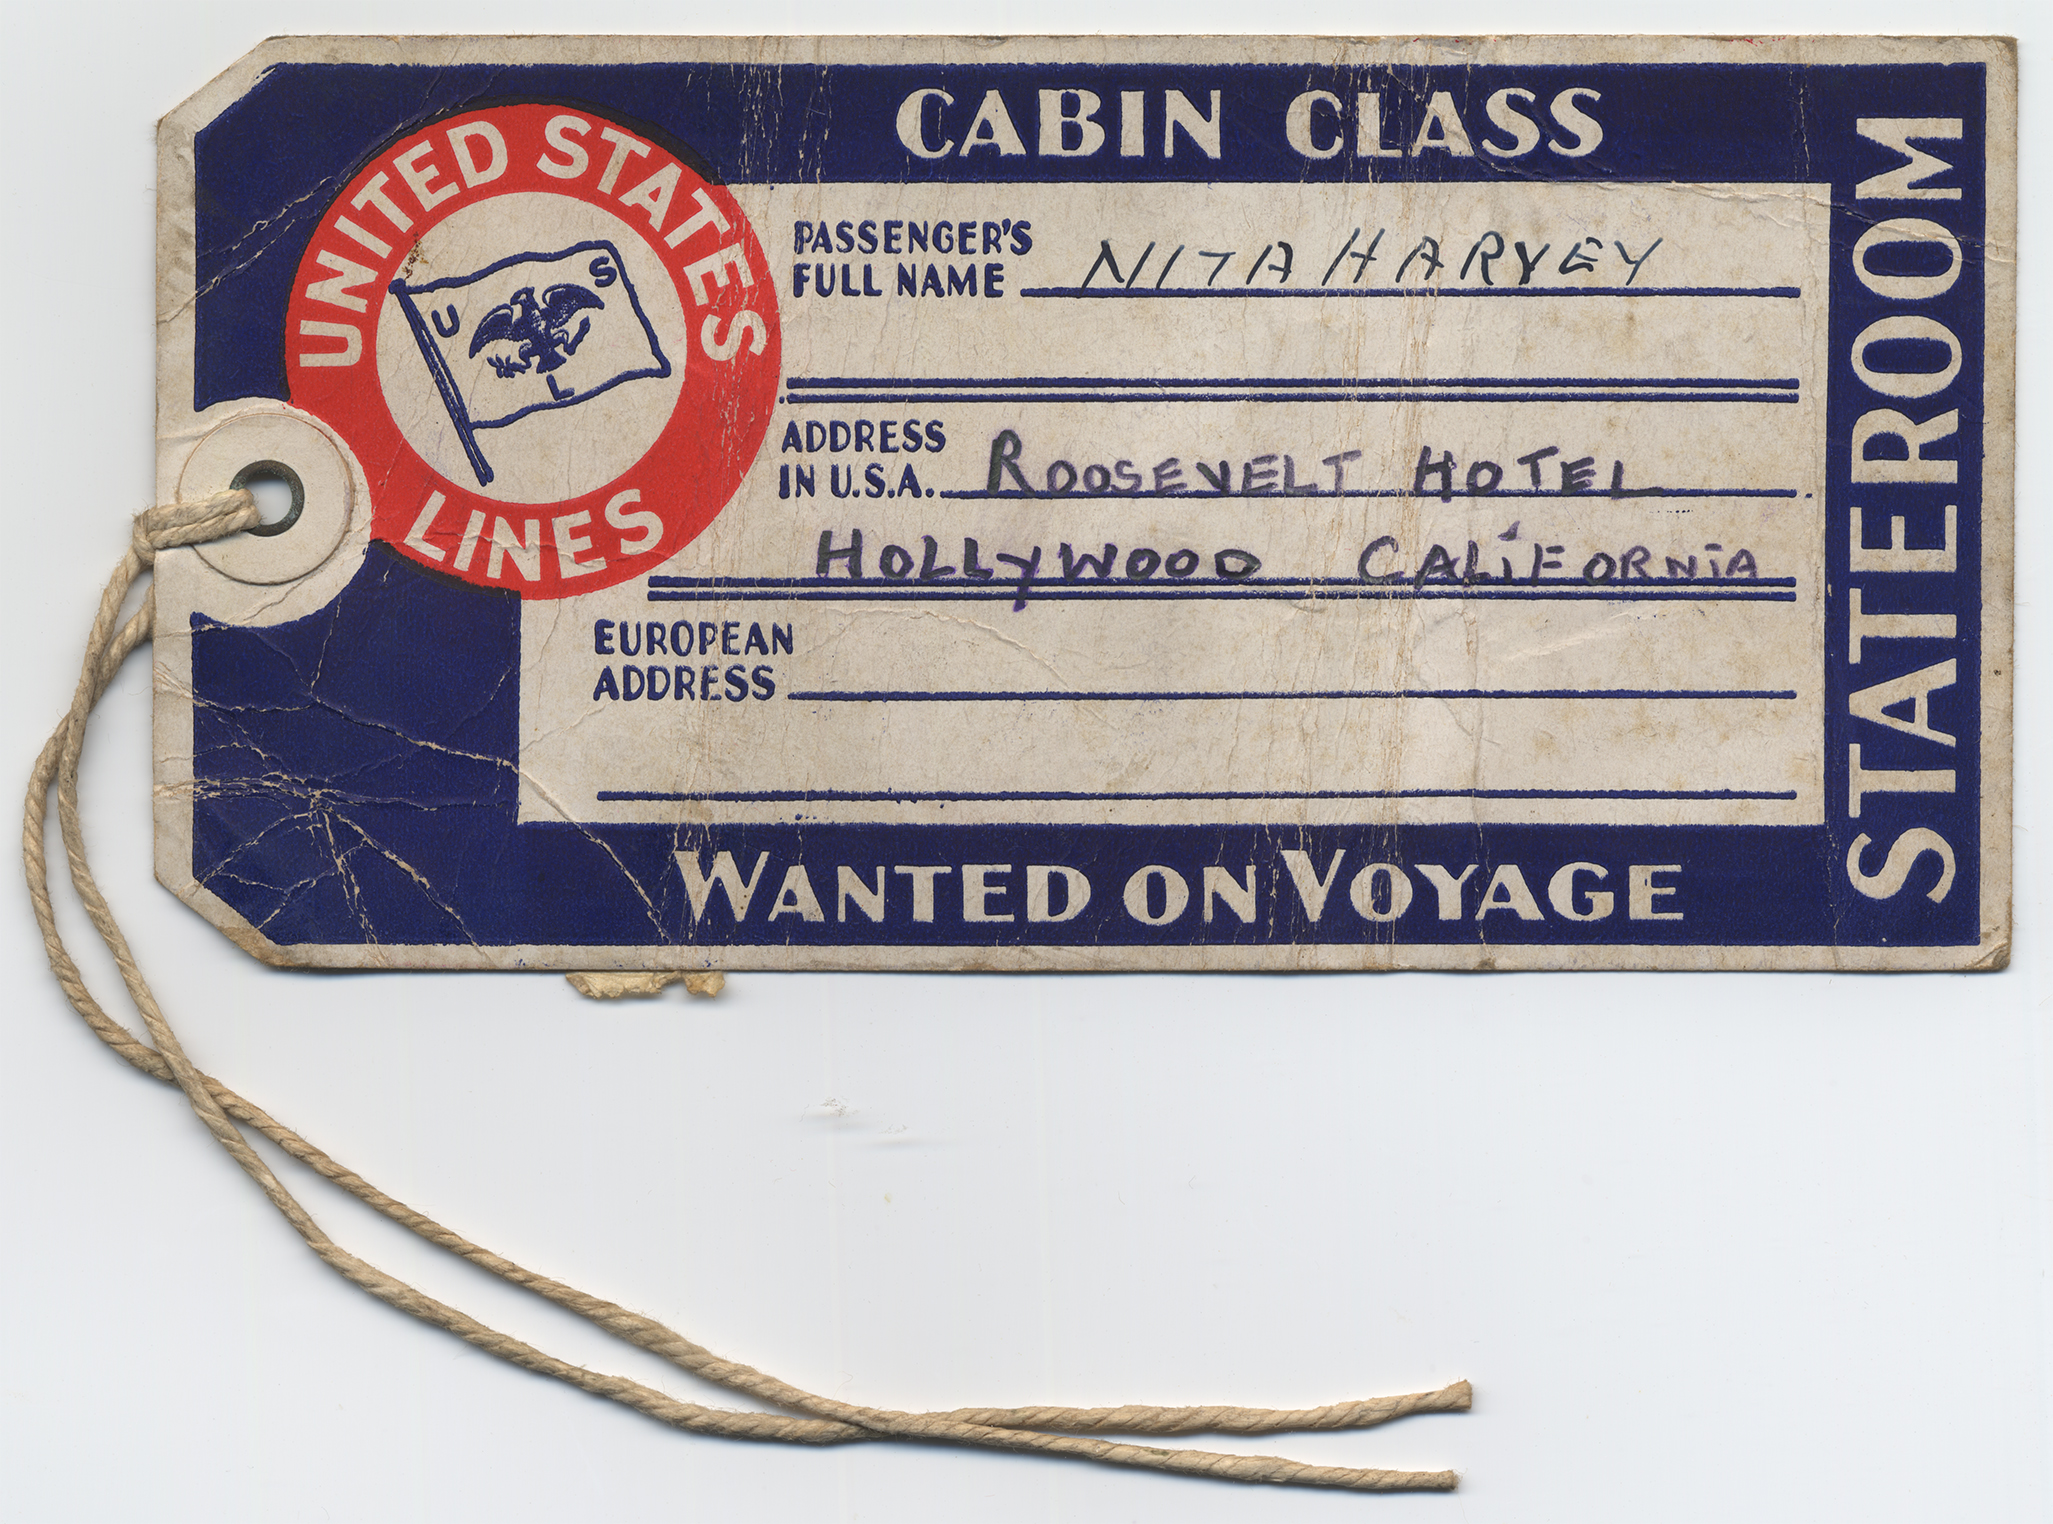 CABIN CLASS
UNITED STATES
LINES
U S
L
PASSENGER'S
FULL NAME NITA HARVEY
ADDRESS
IN U.S.A. ROOSEVELT HOTEL
HOLLYWOOD CALIFORNIA
EUROPEAN
ADDRESS
WANTED ON VOYAGE
STATEROOM